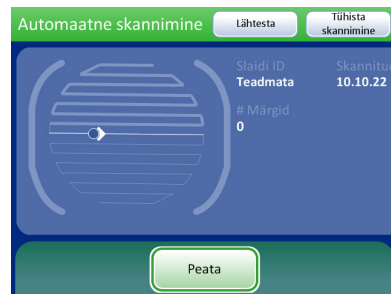 Automaatne skannimine
Lähtesta
Tühista
skannimine
Slaidi ID
Skannitud
Teadmata
10.10.22
# Märgid
0
Peata